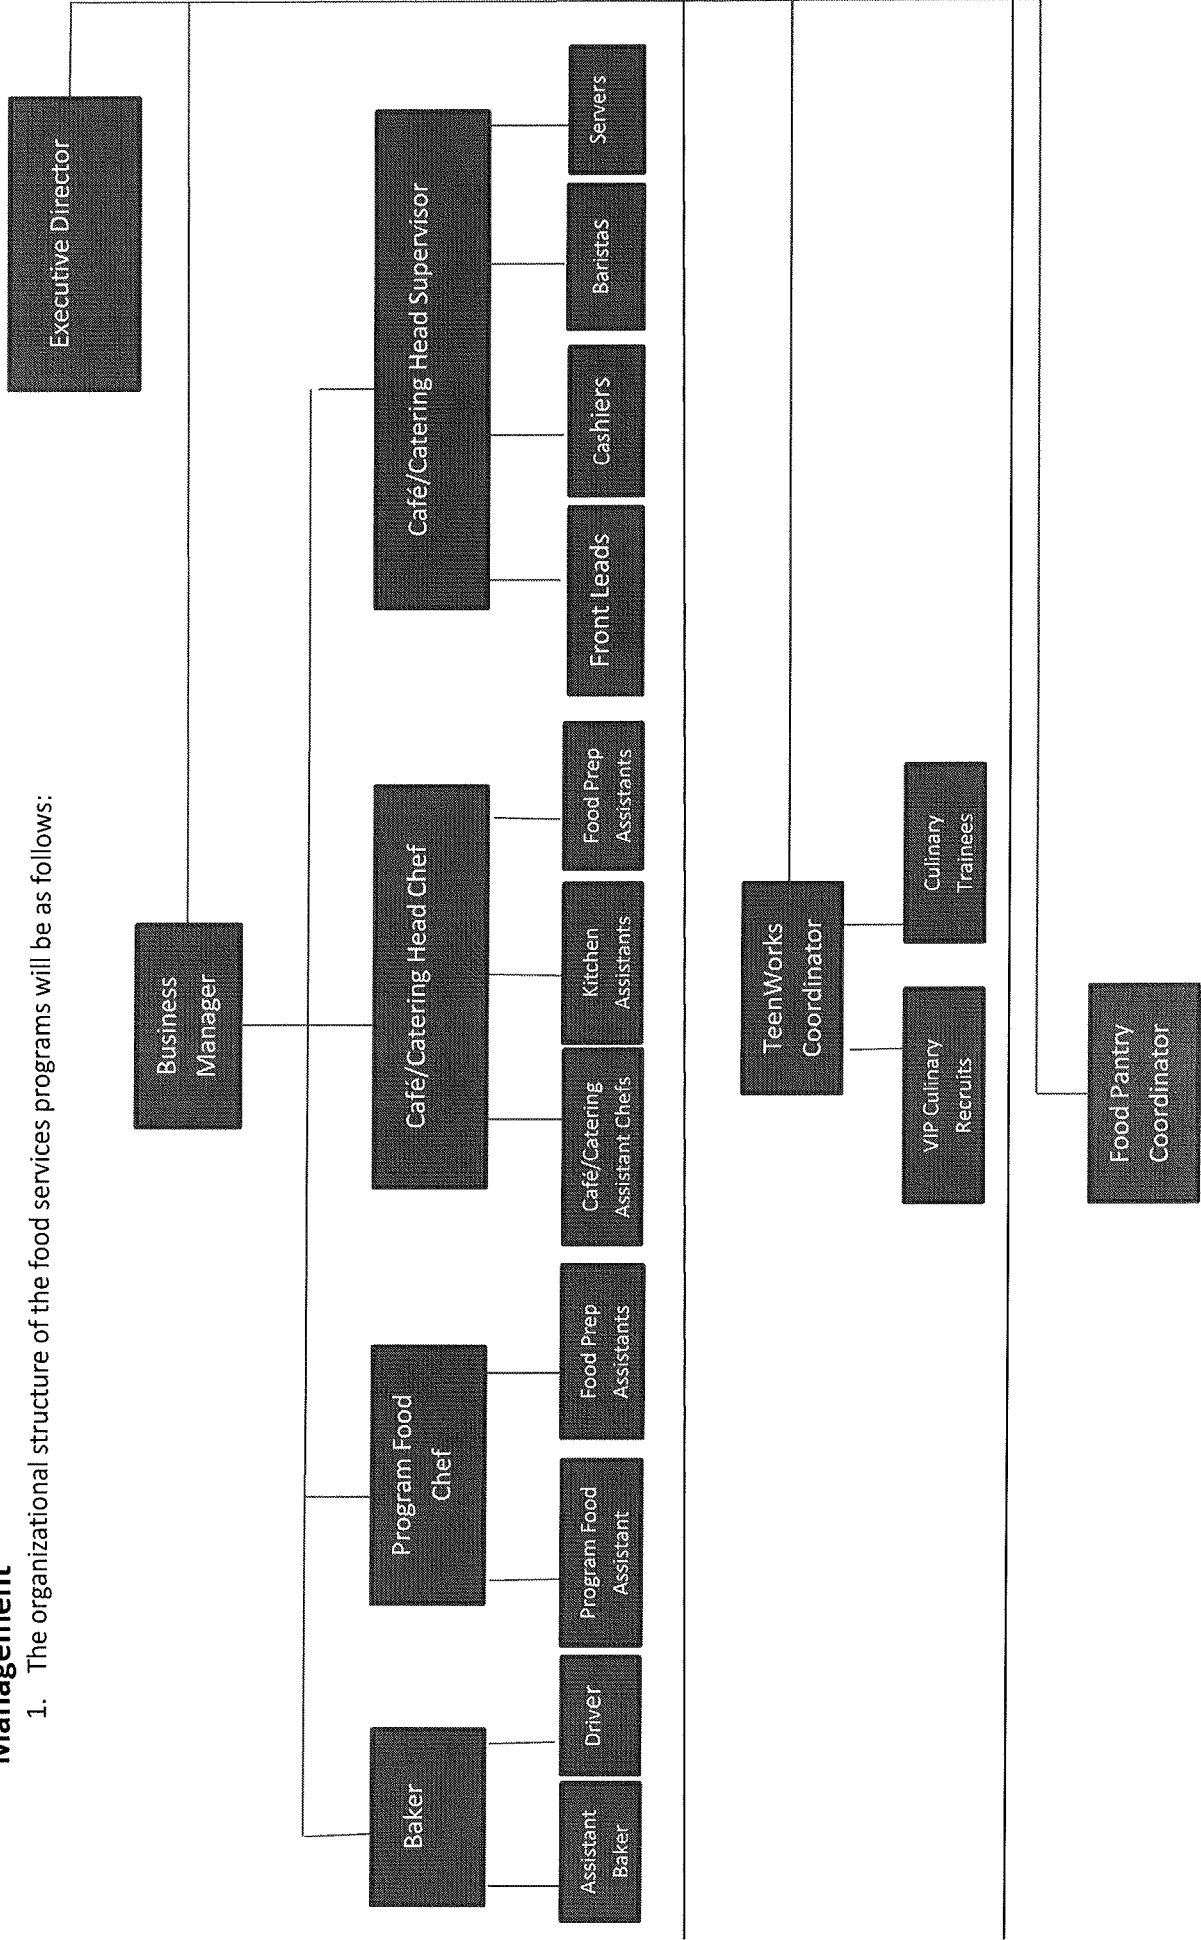 Management
1. The organizational structure of the food services programs will be as follows:
Executive Director
Business
Manager
Baker
Program Food
Chef
Café/Catering Head Chef
Café/Catering Head Supervisor
Assistant
Baker
Driver
Program Food
Assistant
Food Prep
Assistants
Café/Catering
Assistant Chefs
Kitchen
Assistants
Food Prep
Assistants
Front Leads
Cashiers
Baristas
Servers
TeenWorks
Coordinator
VIP Culinary
Recruits
Culinary
Trainees
Food Pantry
Coordinator